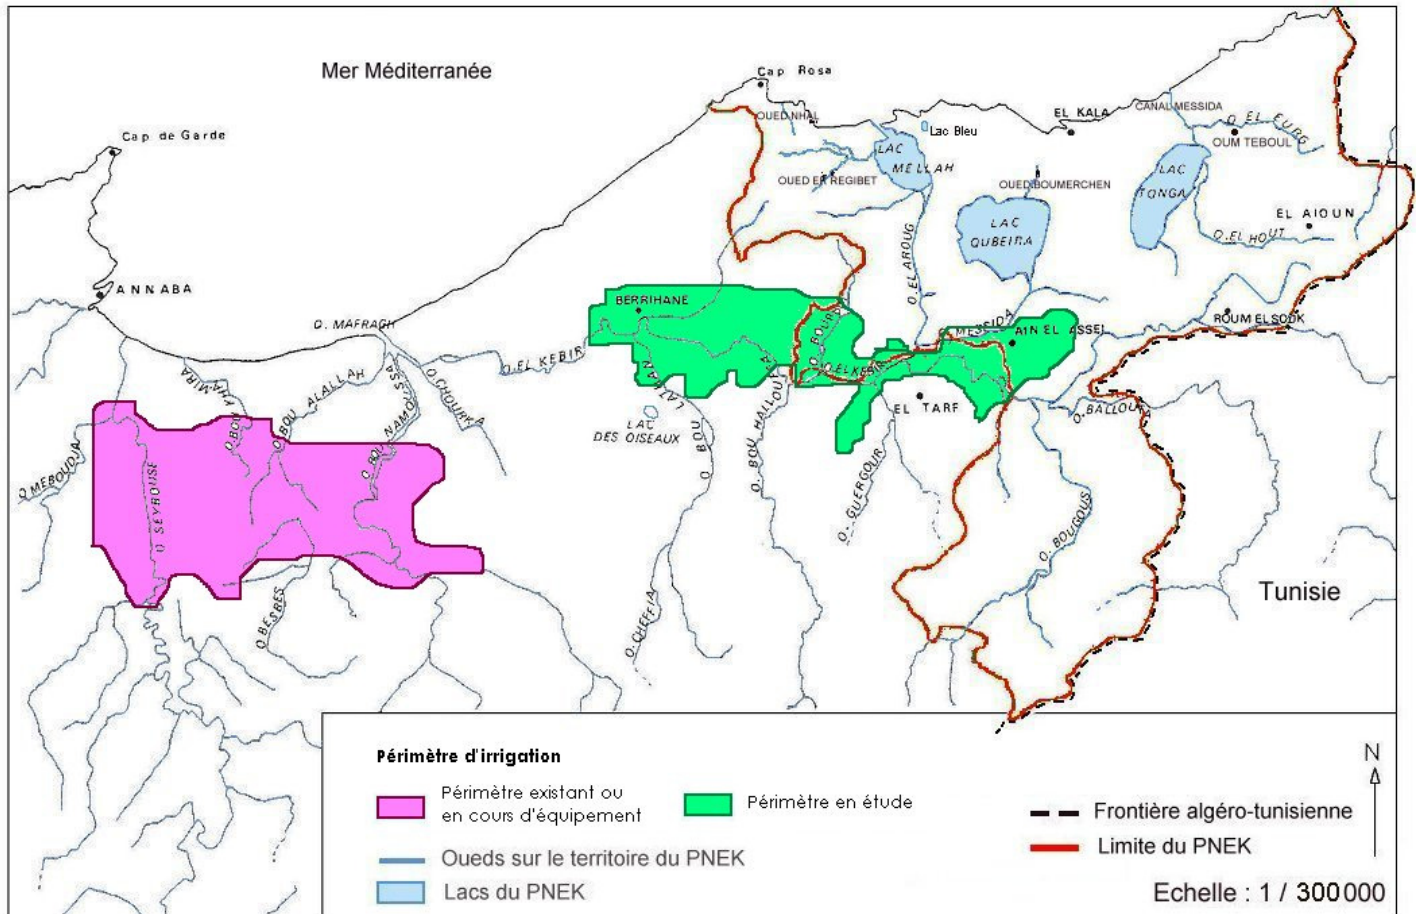 Mer Méditerranée
Cap Rosa
OUED NHAL
Lac Bleu
EL KALA
CANAL MESSIDA
O. EL EURG
OUM TEBOUL
Cap de Garde
LAC
MELLAH
OUED ER REGIBET
OUED BOUMERCHEN
LAC
TONGA
LAC
OUBEIRA
EL AIOUN
O. EL HOUT
O. EL AROUG
ANNABA
BERRIHANE
O. MAFRAGH
O. MESSIDA
AIN EL ASSEL
ROUM EL SOUK
O. EL KEBIR
O. BOURDI
O. EL KEBIR
O. BOU ALALLAH
O. CHOURKA
LAC
DES OISEAUX
EL TARF
O. BALLOUTA
O. MEBOUDJA
O. SEYBOUSE
O. BOU HALLOUFA
O. GUERGOUR
O. BOUGOUS
O. BESBES
O. CHEFFIA
Tunisie
Périmètre d'irrigation
Périmètre existant ou
en cours d'équipement
Périmètre en étude
Oueds sur le territoire du PNEK
Lacs du PNEK
N
Frontière algéro-tunisienne
Limite du PNEK
Echelle : 1 / 300000